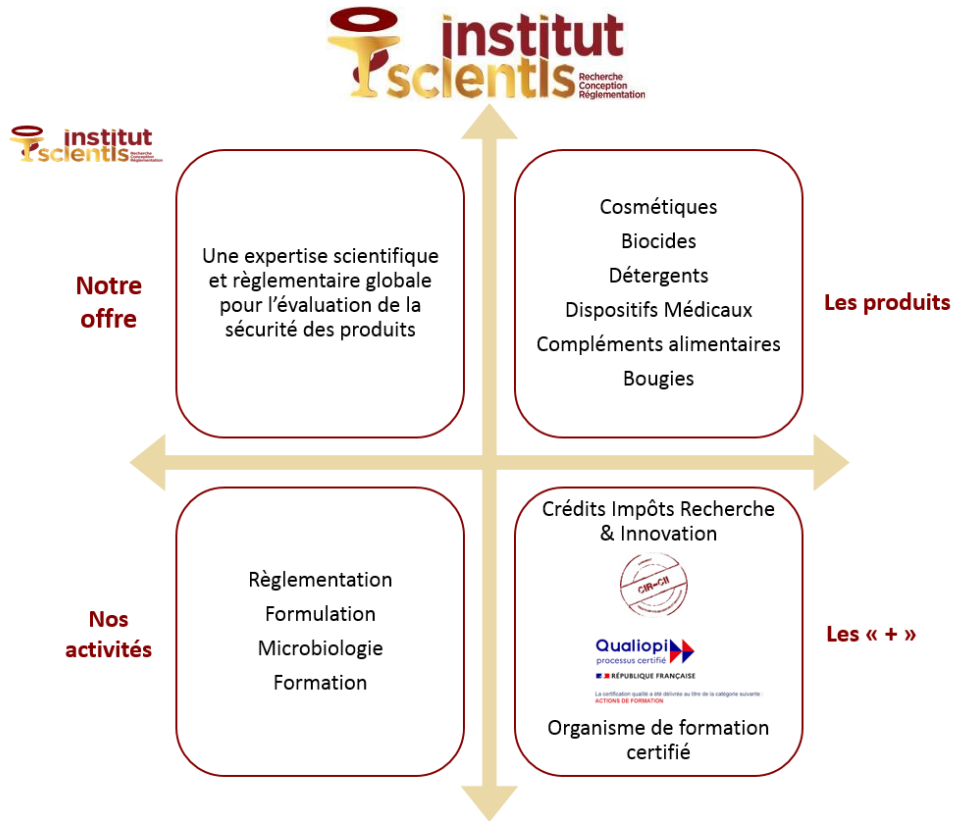 institut
scientis
Recherche
Conception
Réglementation
institut
scientis
Recherche
Conception
Réglementation
Notre
offre
Une expertise scientifique
et règlementaire globale
pour l'évaluation de la
sécurité des produits
Cosmétiques
Biocides
Détergents
Dispositifs Médicaux
Compléments alimentaires
Bougies
Les produits
Nos
activités
Règlementation
Formulation
Microbiologie
Formation
Crédits Impôts Recherche
& Innovation
CIR-CII
Qualiopi
processus certifié
RÉPUBLIQUE FRANÇAISE
La certification qualité a été délivrée au titre de la catégorie suivante :
ACTIONS DE FORMATION
Organisme de formation
certifié
Les « + »